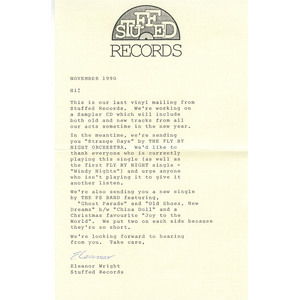 STUFFED
RECORDS
NOVEMBER 1990
Hi!
This is our last vinyl mailing from
Stuffed Records. We're working on
a Sampler CD which will include
both old and new tracks from all
our acts sometime in the new year.
In the meantime, we're sending
you "Strange Days" by THE FLY BY
NIGHT ORCHESTRA. We'd like to
thank everyone who is currently
playing this single (as well as
the first FLY BY NIGHT single -
"Windy Nights") and urge anyone
who isn't playing it to give it
another listen.
We're also sending you a new single
by THE FB BAND featuring,
"Ghost Parade" and "Old Shoes, New
Dreams" b/w "China Doll" and a
Christmas favourite "Joy to the
World". We put two on each side because
they're so short.
We're looking forward to hearing
from you. Take care,
Eleanor
Eleanor Wright
Stuffed Records